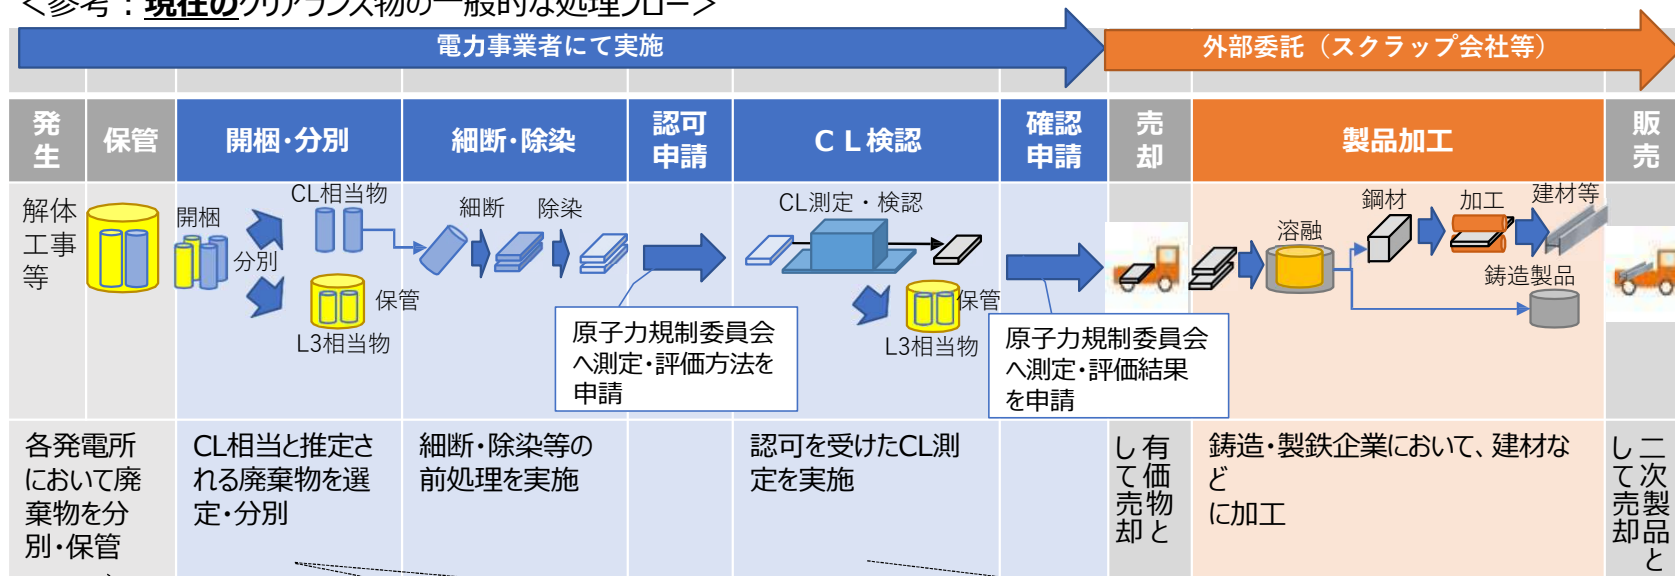 ＜参考：現在のクリアランス物の一般的な処理フロー＞
電力事業者にて実施
外部委託（スクラップ会社等）
発生
保管
開梱・分別
細断・除染
認可
申請
ＣＬ検認
確認
申請
売却
製品加工
販売
解体
工事
等
開梱
分別
CL相当物
L3相当物
保管
細断
除染
原子力規制委員会
へ測定・評価方法を
申請
CL測定・検認
保管
L3相当物
原子力規制委員会
へ測定・評価結果
を申請
溶融
鋼材
加工
建材等
鋳造製品
各発電所
において廃
棄物を分
別・保管
CL相当と推定さ
れる廃棄物を選
定・分別
細断・除染等の
前処理を実施
認可を受けたCL測
定を実施
有価物と
して売却
鋳造・製鉄企業において、建材な
ど
に加工
二次製品と
して売却